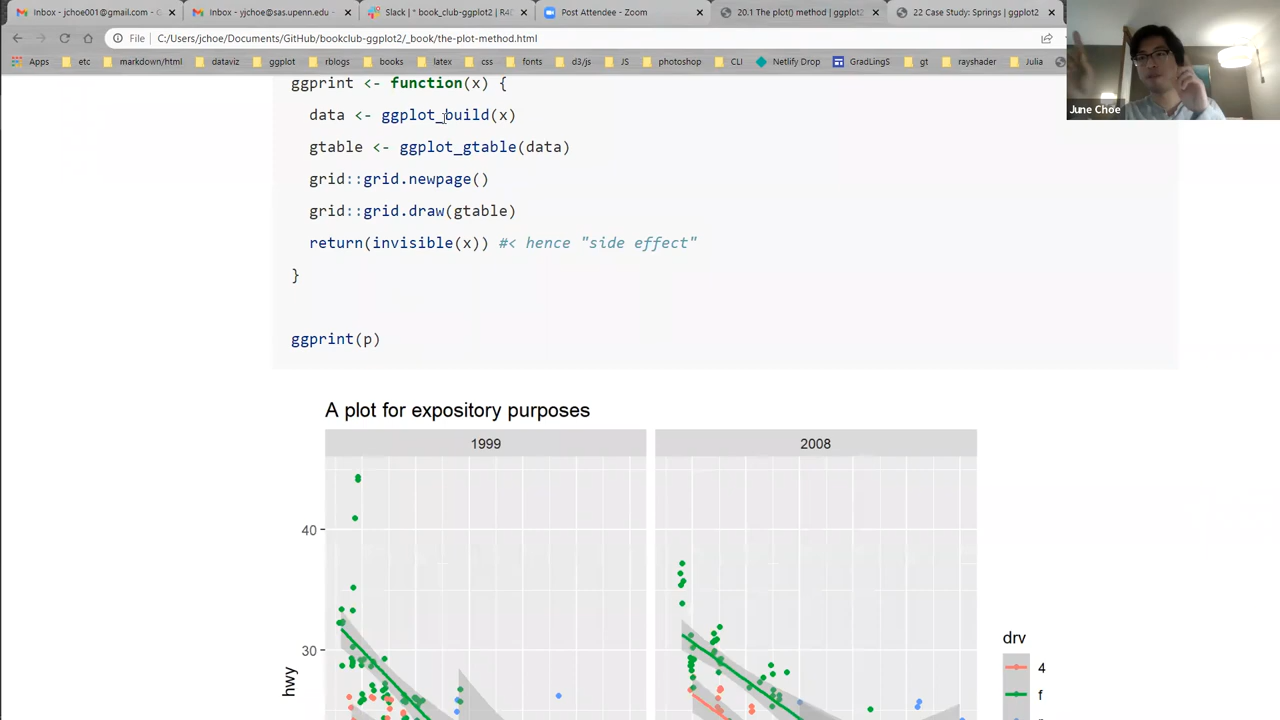 Inbox - jchoe001@gmail.com - G
Inbox - yjchoe@sas.upenn.edu -
Slack | * book_club-ggplot2 | R4D
Post Attendee - Zoom
20.1 The plot() method | ggplot2
22 Case Study: Springs | ggplot2
File C:/Users/jchoe/Documents/GitHub/bookclub-ggplot2/_book/the-plot-method.html
Apps etc markdown/html dataviz ggplot rblogs books latex css fonts d3/js JS photoshop CLI Netlify Drop GradLingS gt rayshader Julia
June Choe
ggprint <- function(x) {
data <- ggplot_build(x)
gtable <- ggplot_gtable(data)
grid::grid.newpage()
grid::grid.draw(gtable)
return(invisible(x)) #< hence "side effect"
}
ggprint(p)
A plot for expository purposes
1999 2008
40
30
hwy
drv
4
f